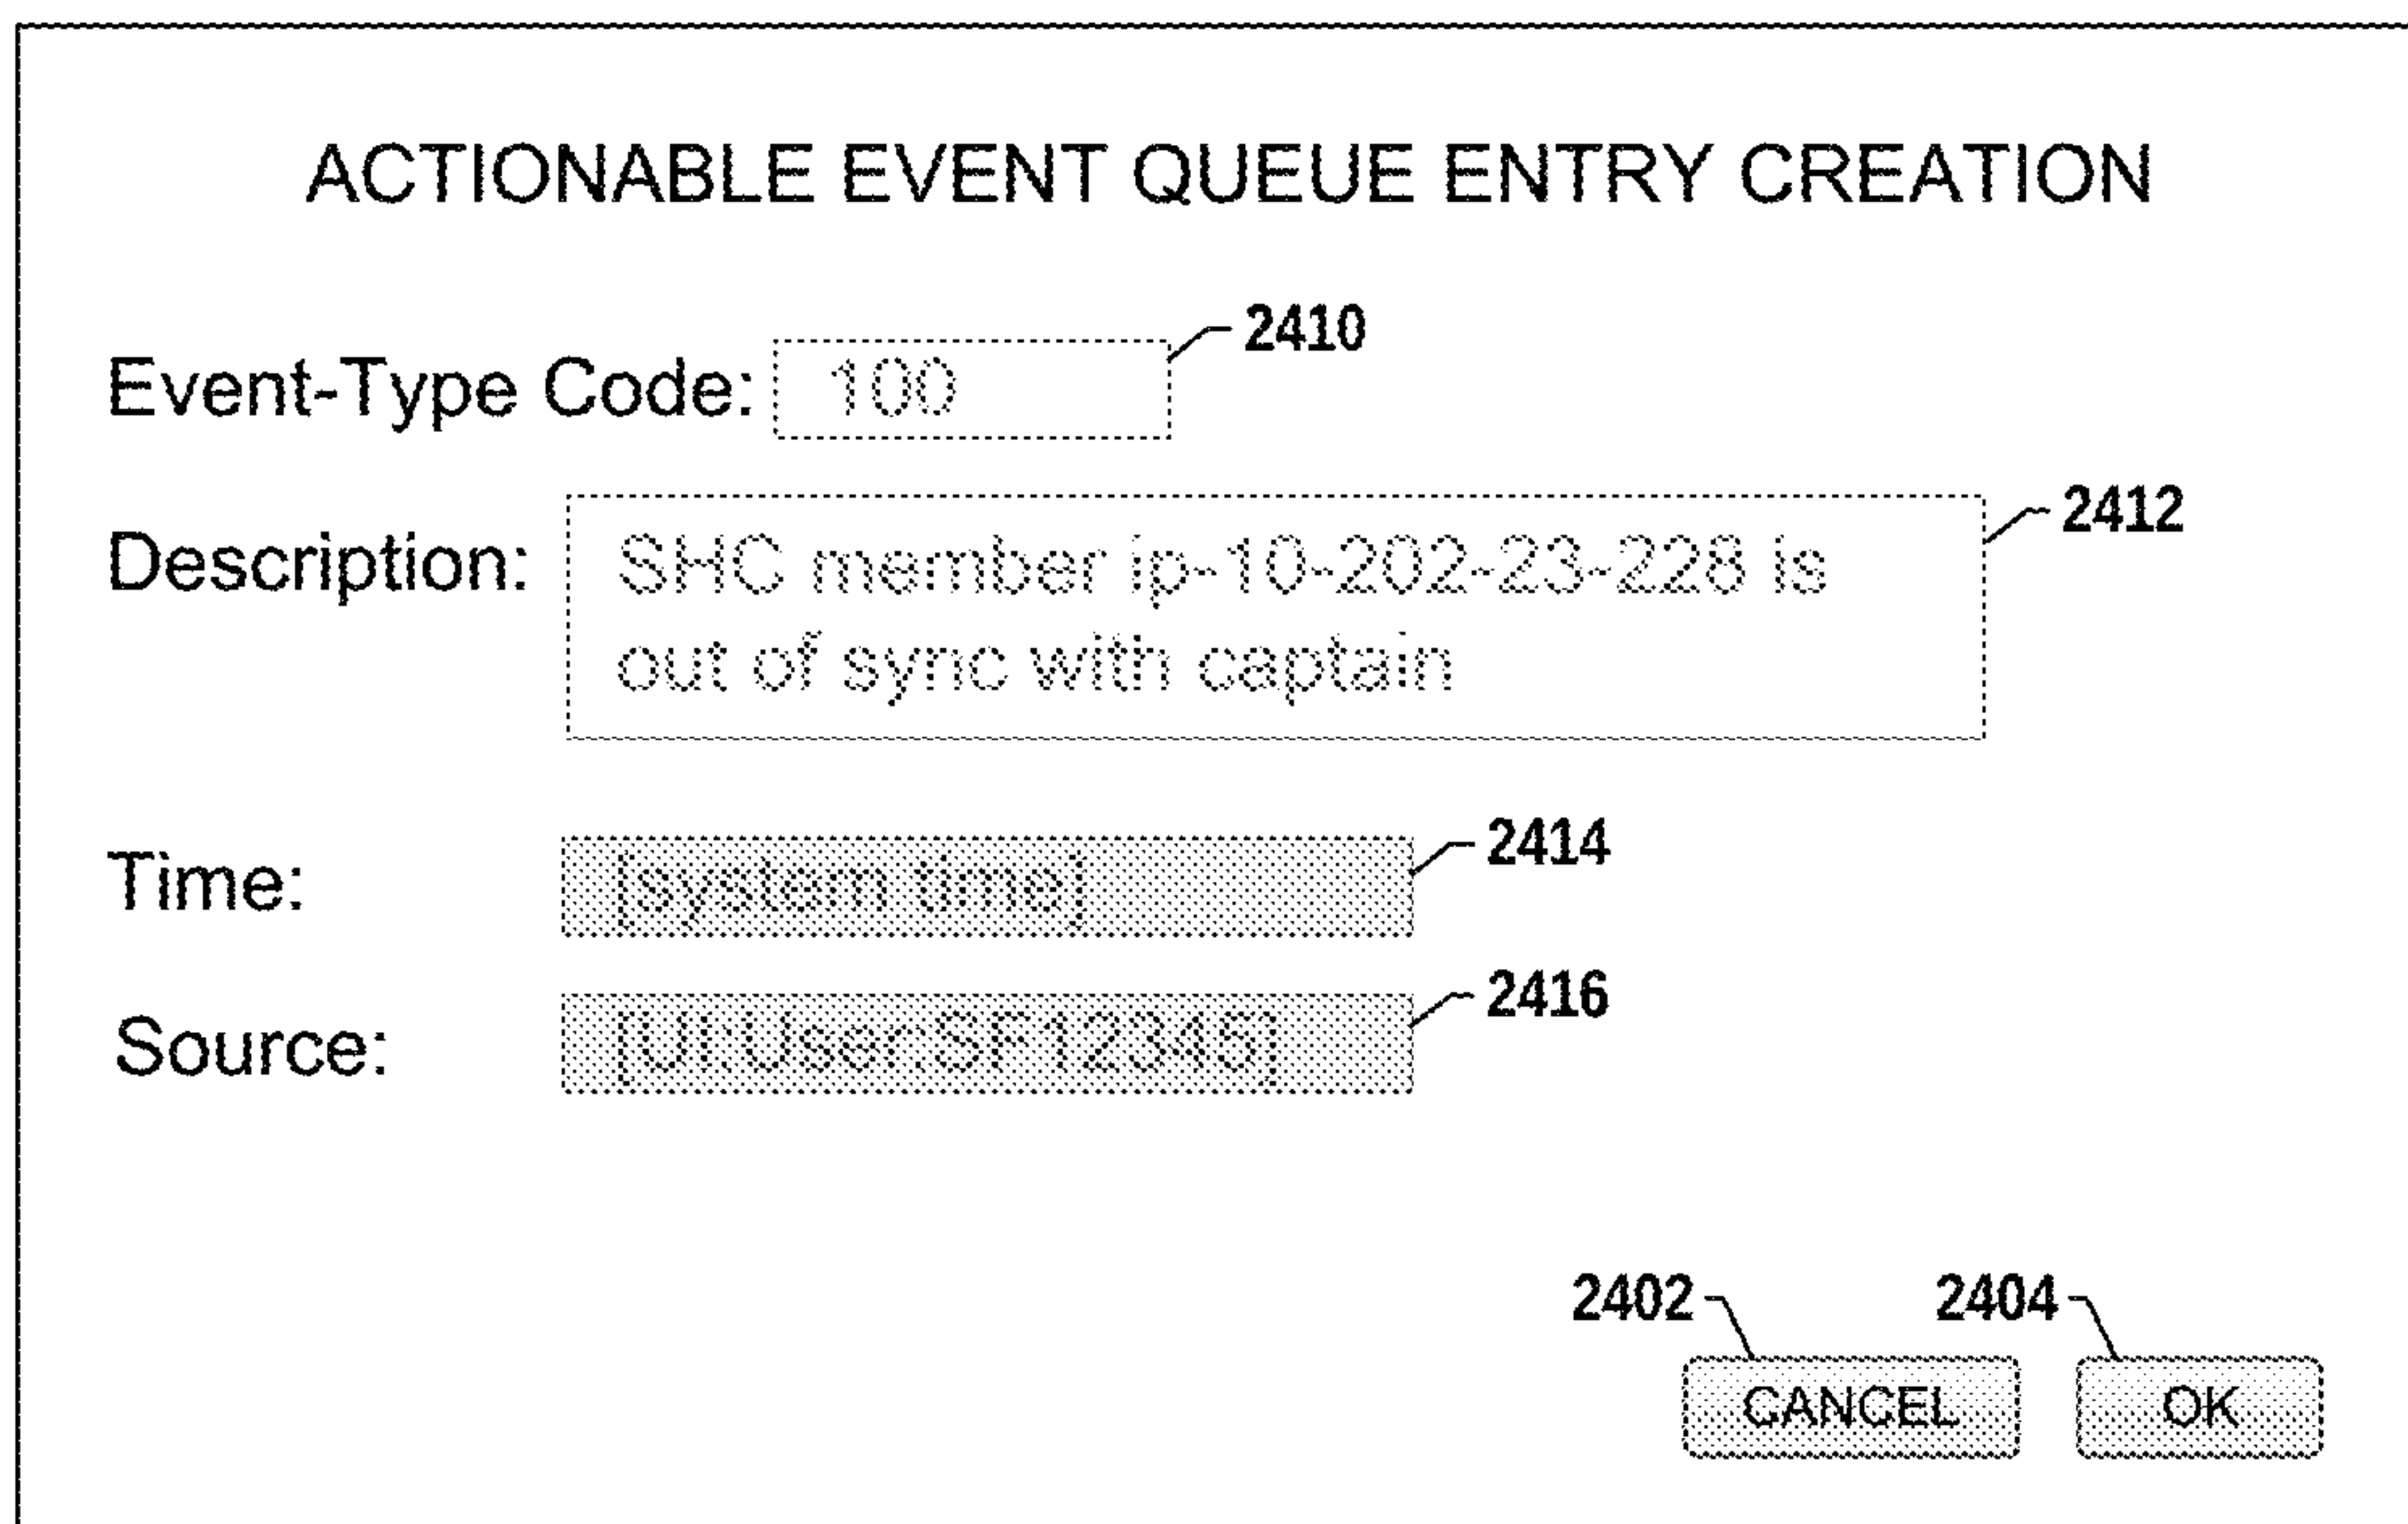 ACTIONABLE EVENT QUEUE ENTRY CREATION
Event-Type Code: 100 2410
Description: SHC member ip-10-202-23-228 is 2412
out of sync with captain
Time: [system time] 2414
Source: [UI:User:SF12345] 2416
2402 2404
CANCEL OK